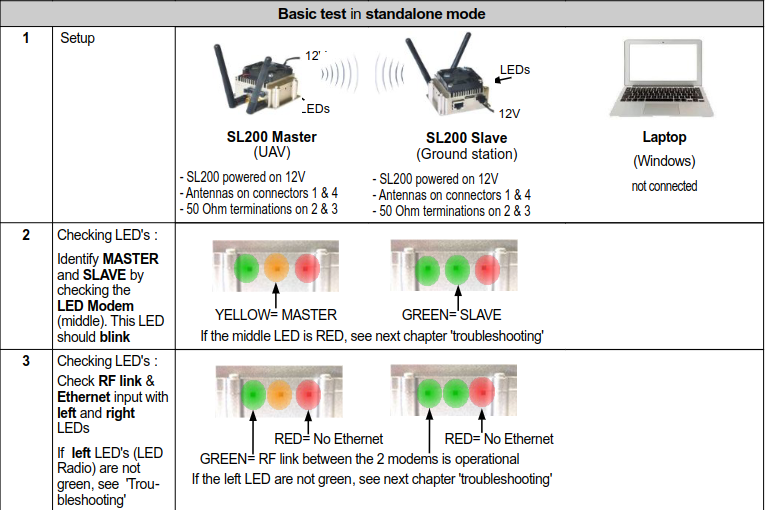 Basic test in standalone mode
1
Setup
12'
LEDs
LEDs
12V
SL200 Master
(UAV)
- SL200 powered on 12V
- Antennas on connectors 1 & 4
- 50 Ohm terminations on 2 & 3
SL200 Slave
(Ground station)
- SL200 powered on 12V
- Antennas on connectors 1 & 4
- 50 Ohm terminations on 2 & 3
Laptop
(Windows)
not connected
2
Checking LED's :
Identify MASTER
and SLAVE by
checking the
LED Modem
(middle). This LED
should blink
YELLOW= MASTER
GREEN= SLAVE
If the middle LED is RED, see next chapter 'troubleshooting'
3
Checking LED's :
Check RF link &
Ethernet input with
left and right
LEDs
If left LED's (LED
Radio) are not
green, see 'Trou-
bleshooting'
RED= No Ethernet
RED= No Ethernet
GREEN= RF link between the 2 modems is operational
If the left LED are not green, see next chapter 'troubleshooting'